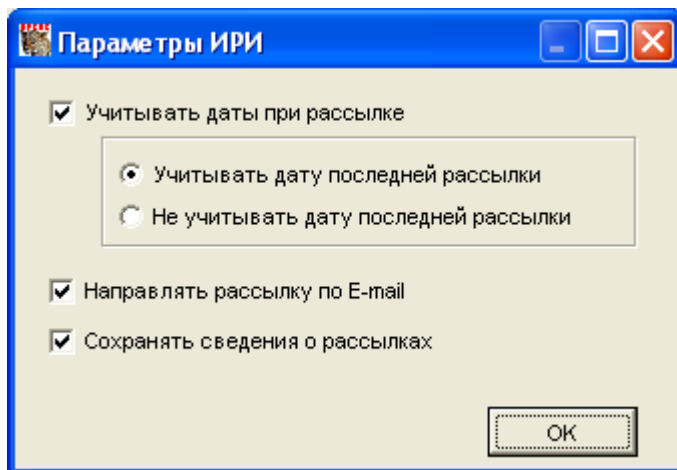 Параметры ИРИ
Учитывать даты при рассылке
Учитывать дату последней рассылки
Не учитывать дату последней рассылки
Направлять рассылку по E-mail
Сохранять сведения о рассылках
OK